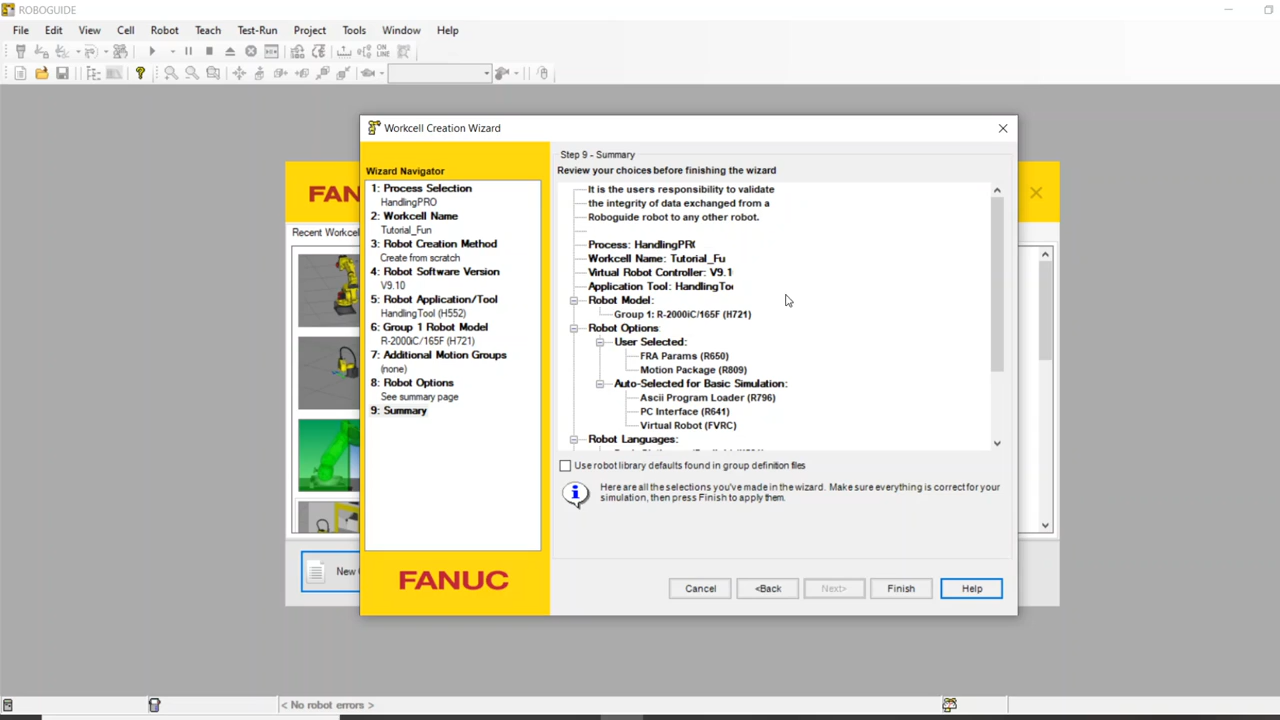 ROBOGUIDE
File Edit View Cell Robot Teach Test-Run Project Tools Window Help
ON LINE
Workcell Creation Wizard
Wizard Navigator
1: Process Selection
HandlingPRO
2: Workcell Name
Tutorial_Fun
3: Robot Creation Method
Create from scratch
4: Robot Software Version
V9.10
5: Robot Application/Tool
HandlingTool (H552)
6: Group 1 Robot Model
R-2000iC/165F (H721)
7: Additional Motion Groups
(none)
8: Robot Options
See summary page
9: Summary
FANUC
Step 9 - Summary
Review your choices before finishing the wizard
It is the users responsibility to validate
the integrity of data exchanged from a
Roboguide robot to any other robot.
Process: HandlingPR
Workcell Name: Tutorial_Fu
Virtual Robot Controller: V9.1
Application Tool: HandlingToo
Robot Model:
Group 1: R-2000iC/165F (H721)
Robot Options:
User Selected:
FRA Params (R650)
Motion Package (R809)
Auto-Selected for Basic Simulation:
Ascii Program Loader (R796)
PC Interface (R641)
Virtual Robot (FVRC)
Robot Languages:
Use robot library defaults found in group definition files
Here are all the selections you've made in the wizard. Make sure everything is correct for your
simulation, then press Finish to apply them.
Cancel <Back Next> Finish Help
FAN
Recent Workcel
New
< No robot errors >